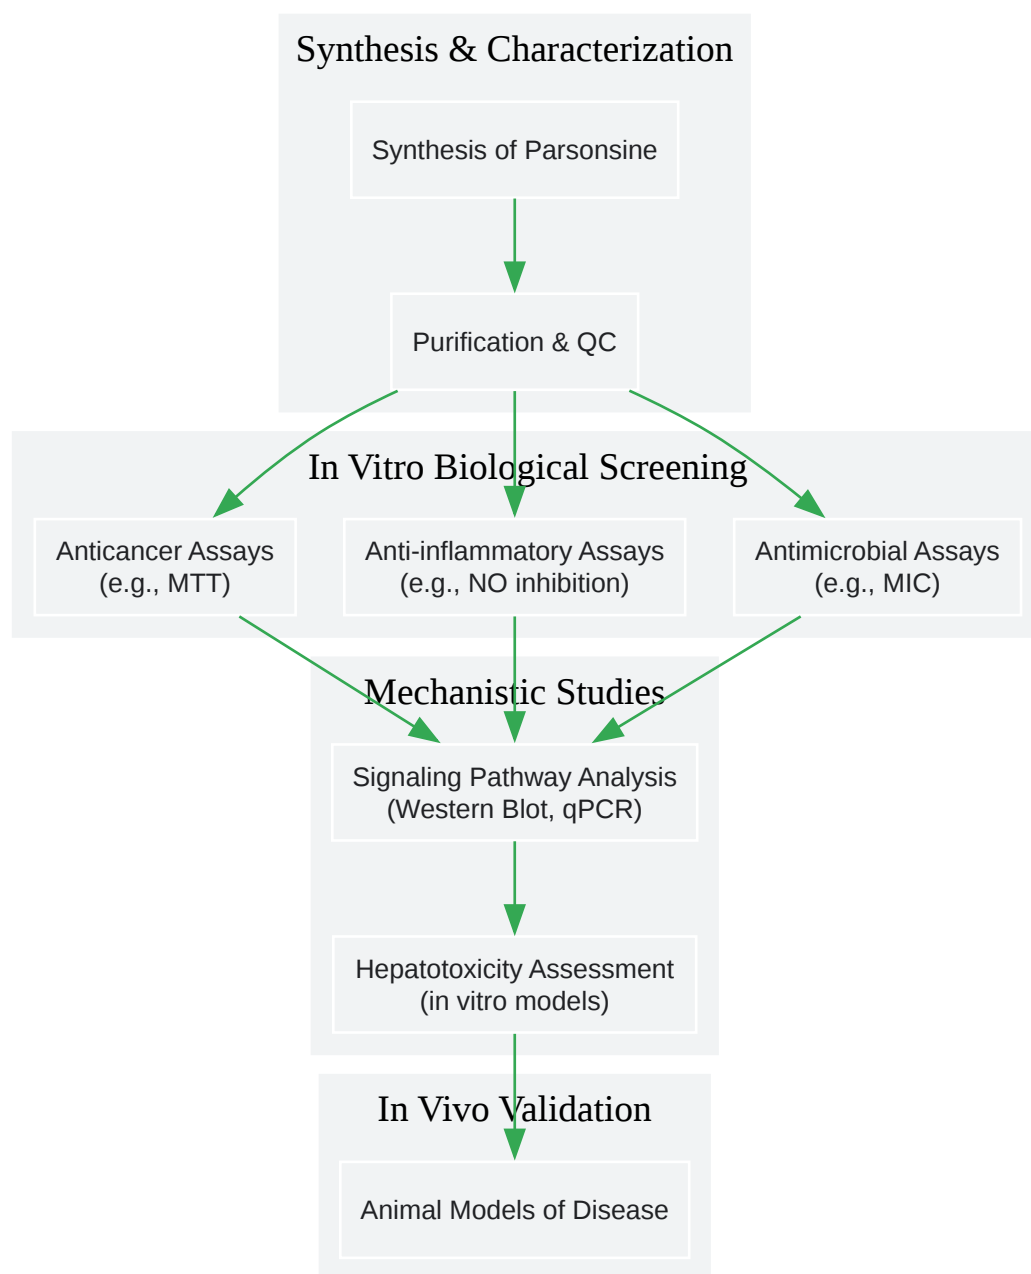 Synthesis & Characterization
Synthesis of Parsonsine
Purification & QC
In Vitro Biological Screening
Anticancer Assays
(e.g., MTT)
Anti-inflammatory Assays
(e.g., NO inhibition)
Antimicrobial Assays
(e.g., MIC)
Mechanistic Studies
Signaling Pathway Analysis
(Western Blot, qPCR)
Hepatotoxicity Assessment
(in vitro models)
In Vivo Validation
Animal Models of Disease